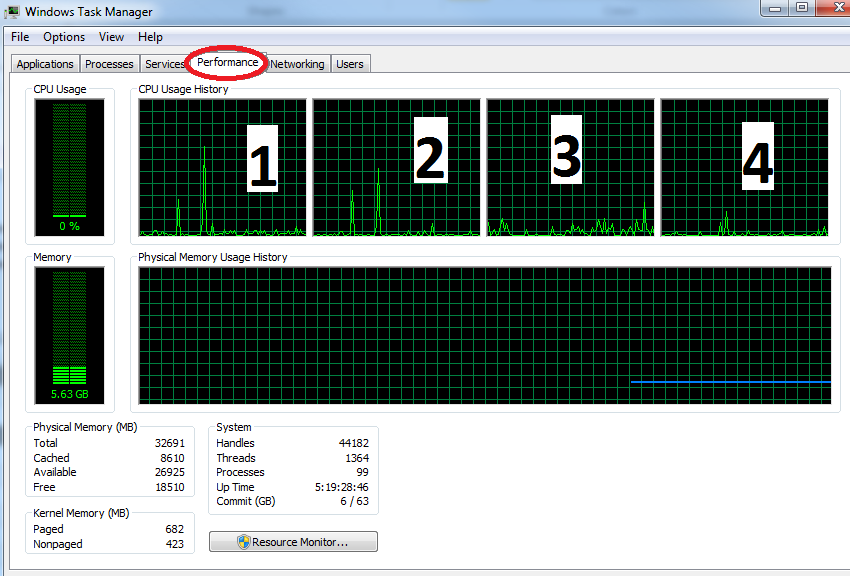 Windows Task Manager
File Options View Help
Applications Processes Services Performance Networking Users
CPU Usage CPU Usage History
1 2 3 4
0 %
Memory Physical Memory Usage History
5.63 GB
Physical Memory (MB) System
Total 32691 Handles 44182
Cached 8610 Threads 1364
Available 26925 Processes 99
Free 18510 Up Time 5:19:28:46
Commit (GB) 6 / 63
Kernel Memory (MB)
Paged 682
Nonpaged 423
Resource Monitor...